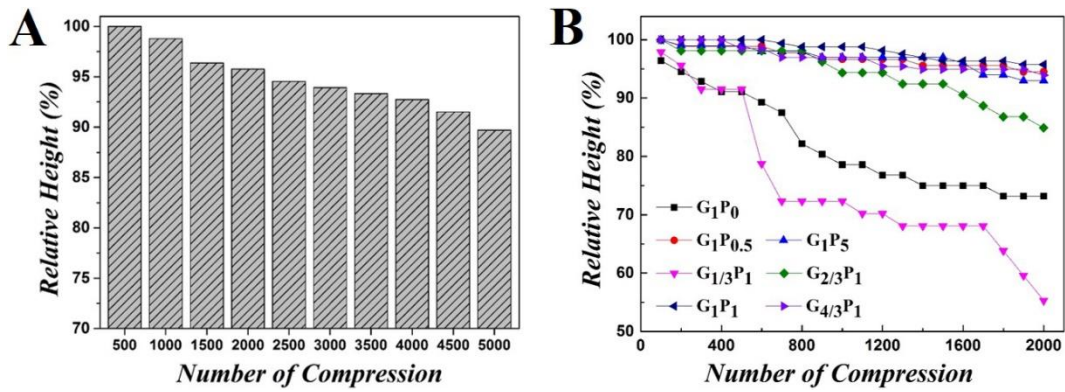 A
Relative Height (%)
100
95
90
85
80
75
70
500 1000 1500 2000 2500 3000 3500 4000 4500 5000
Number of Compression
B
Relative Height (%)
100
90
80
70
60
50
G1P0
G1P0.5
G1/3P1
G1P1
G1P5
G2/3P1
G4/3P1
0 400 800 1200 1600 2000
Number of Compression